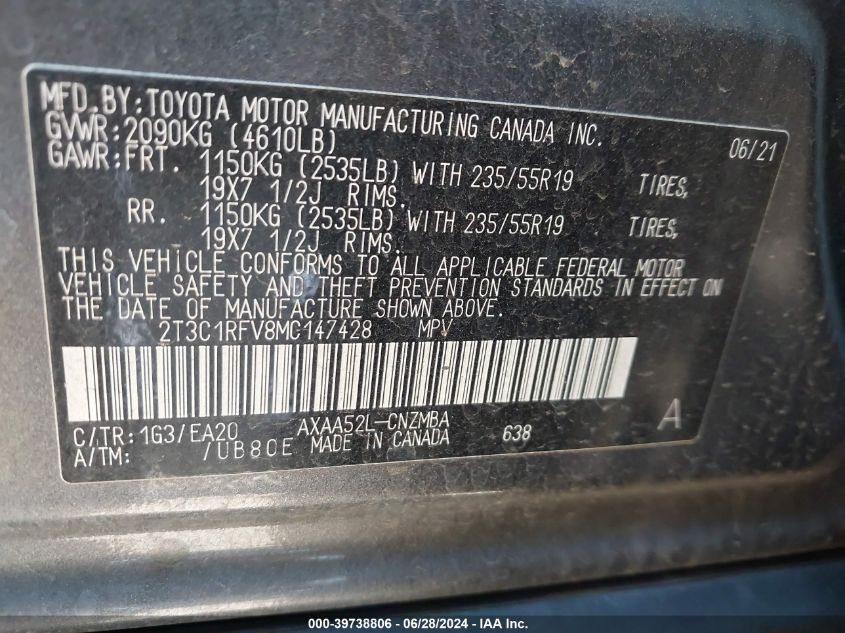 MFD. BY: TOYOTA MOTOR MANUFACTURING CANADA INC.
GVWR: 2090KG (4610LB) 06/21
GAWR: FRT. 1150KG (2535LB) WITH 235/55R19 TIRES,
19X7 1/2J RIMS.
RR. 1150KG (2535LB) WITH 235/55R19 TIRES,
19X7 1/2J RIMS.
THIS VEHICLE CONFORMS TO ALL APPLICABLE FEDERAL MOTOR
VEHICLE SAFETY AND THEFT PREVENTION STANDARDS IN EFFECT ON
THE DATE OF MANUFACTURE SHOWN ABOVE.
2T3C1RFV8MC147428 MPV
C/TR: 1G3/EA20 AXAA52L-CNZMBA A
A/TM: /UB80E MADE IN CANADA 638
000-39738806 / 06/28/2024 / IAA Inc.